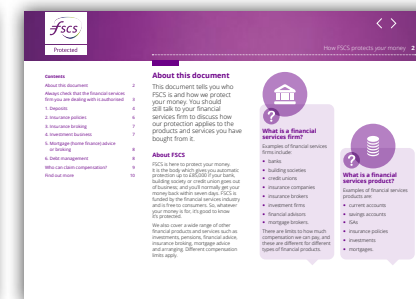 fscs
Protected
How FSCS protects your money 2
Contents
About this document 2
Always check that the financial services
firm you are dealing with is authorised 3
1. Deposits 4
2. Insurance policies 6
3. Insurance broking 7
4. Investment business 7
5. Mortgage (home finance) advice
or broking 8
6. Debt management 8
Who can claim compensation? 9
Find out more 10
About this document
This document tells you who
FSCS is and how we protect
your money. You should
still talk to your financial
services firm to discuss how
our protection applies to the
products and services you have
bought from it.
About FSCS
FSCS is here to protect your money.
It is the body which gives you automatic
protection up to £85,000 if your bank,
building society or credit union goes out
of business; and you'll normally get your
money back within seven days. FSCS is
funded by the financial services industry
and is free to consumers. So, whatever
your money is for, it's good to know
it's protected.
We also cover a wide range of other
financial products and services such as
investments, pensions, financial advice,
insurance broking, mortgage advice
and arranging. Different compensation
limits apply.
?
What is a financial
services firm?
Examples of financial services
firms include:
• banks
• building societies
• credit unions
• insurance companies
• insurance brokers
• investment firms
• financial advisors
• mortgage brokers.
There are limits to how much
compensation we can pay, and
these are different for different
types of financial products.
?
What is a financial
services product?
Examples of financial services
products are:
• current accounts
• savings accounts
• ISAs
• insurance policies
• investments
• mortgages.